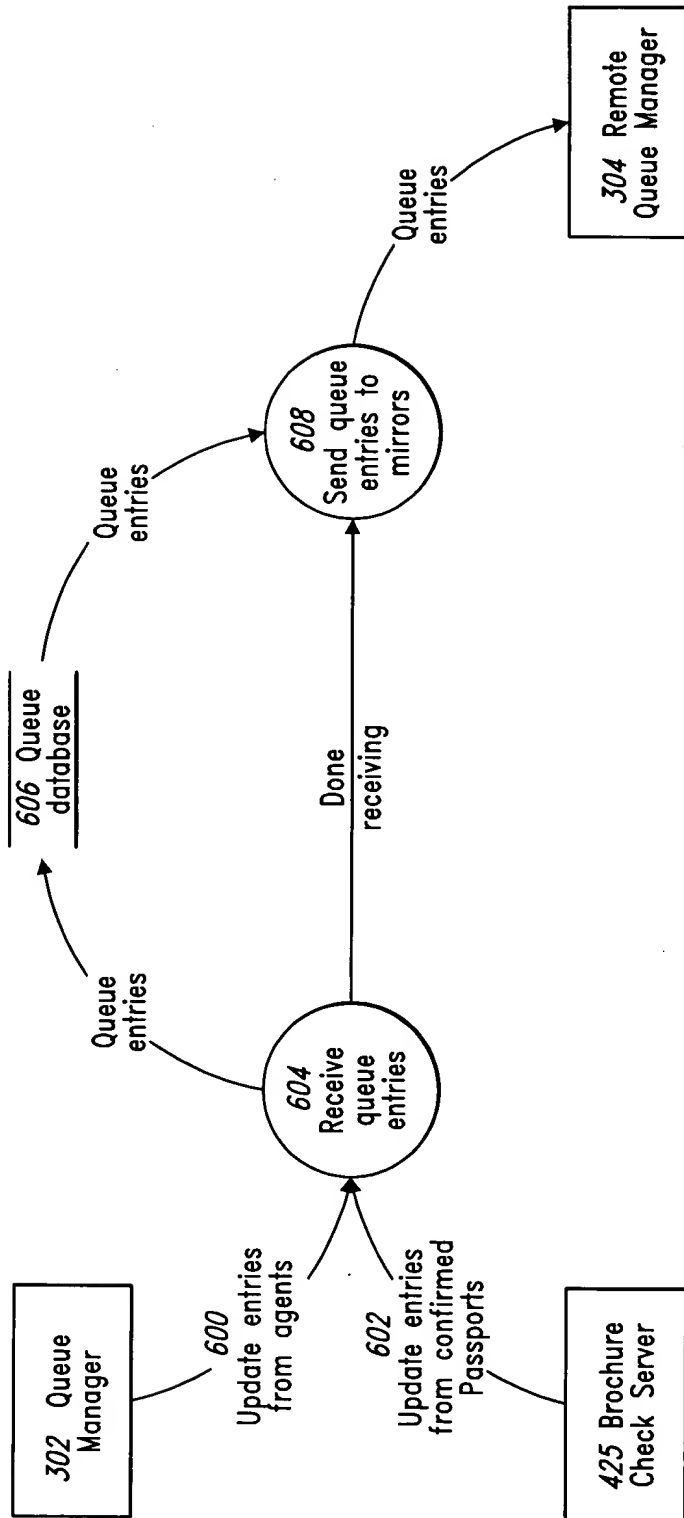 302 Queue
Manager
600
Update entries
from agents
602
Update entries
from confirmed
Passports
425 Brochure
Check Server
604
Receive
queue
entries
Queue
entries
606 Queue
database
Done
receiving
Queue
entries
608
Send queue
entries to
mirrors
Queue
entries
304 Remote
Queue Manager